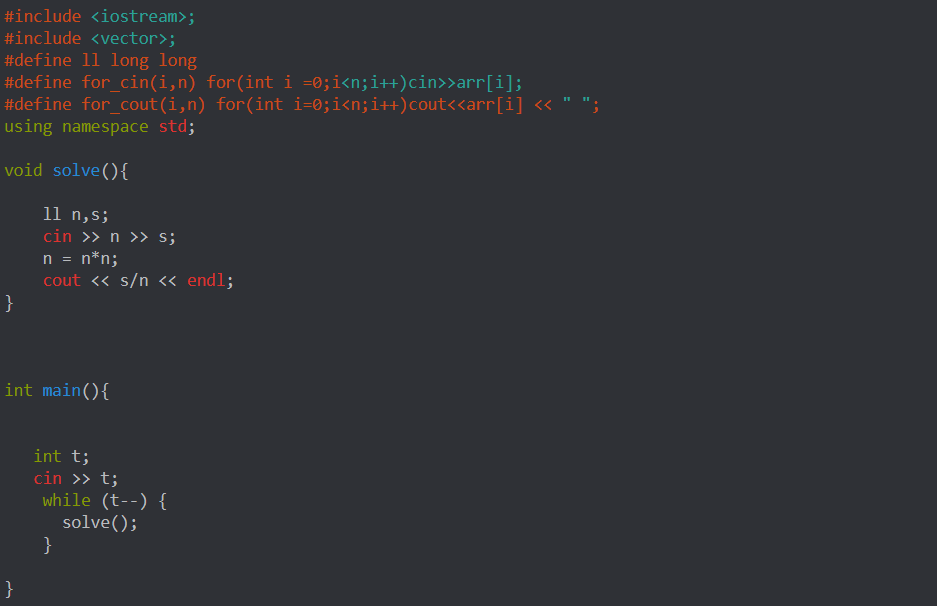 #include <iostream>;
#include <vector>;
#define ll long long
#define for_cin(i,n) for(int i =0;i<n;i++)cin>>arr[i];
#define for_cout(i,n) for(int i=0;i<n;i++)cout<<arr[i] << " ";
using namespace std;
void solve(){
ll n,s;
cin >> n >> s;
n = n*n;
cout << s/n << endl;
}
int main(){
int t;
cin >> t;
while (t--) {
solve();
}
}